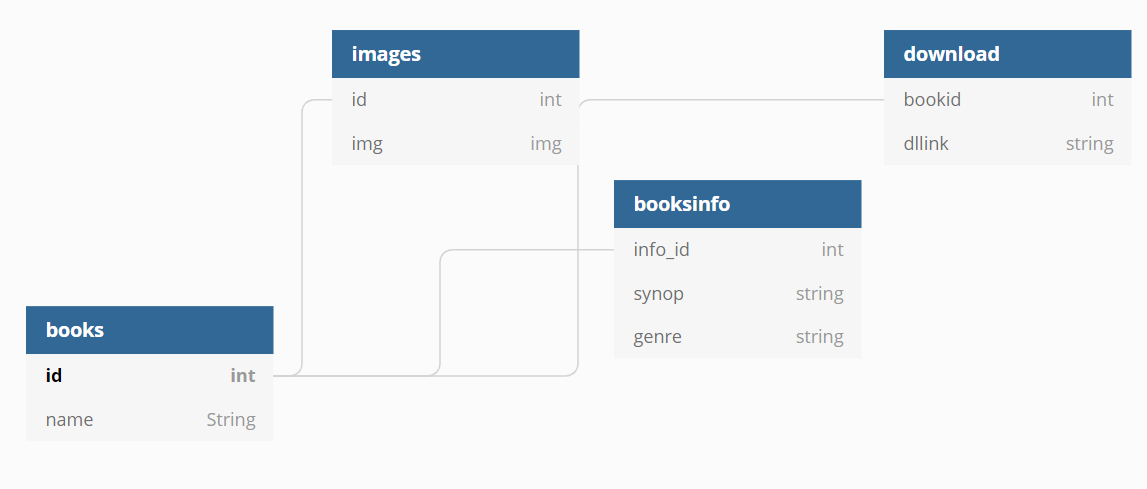 images
id int
img img
download
bookid int
dllink string
booksinfo
info_id int
synop string
genre string
books
id int
name String